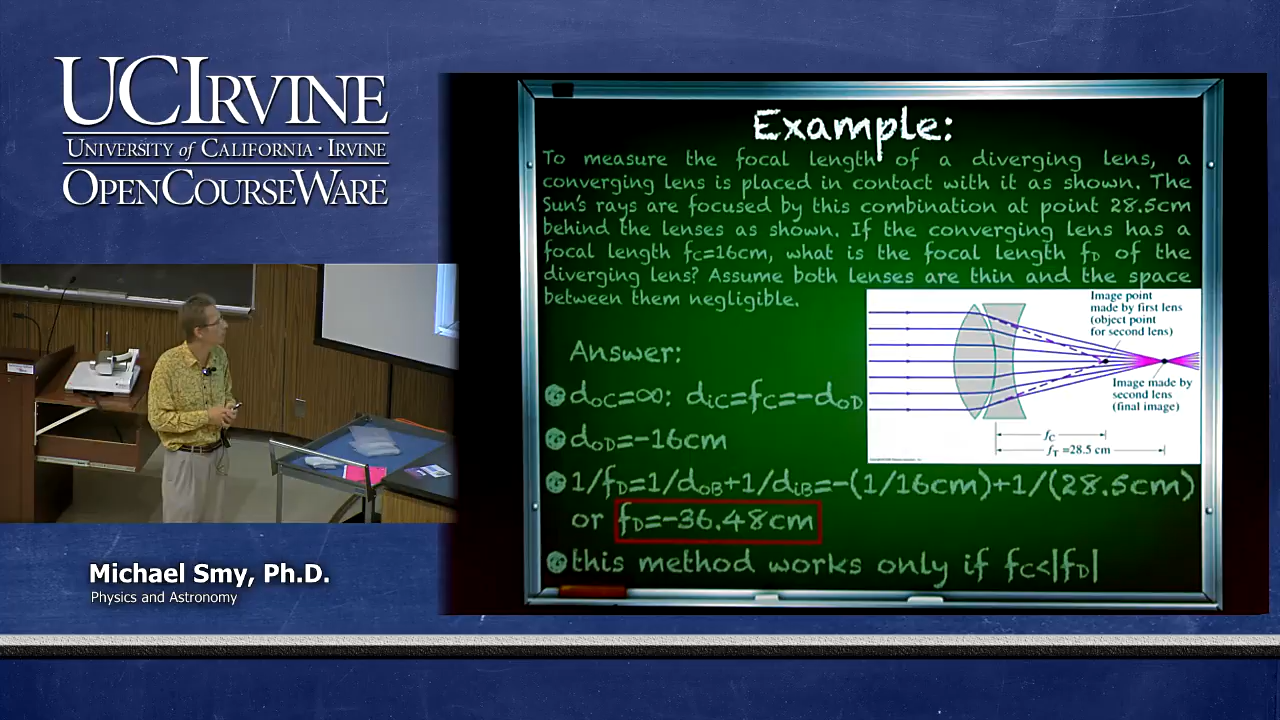 UCIRVINE
UNIVERSITY of CALIFORNIA · IRVINE
OPENCOURSEWARE
Example:
To measure the focal length of a diverging lens, a
converging lens is placed in contact with it as shown. The
Sun's rays are focused by this combination at point 28.5cm
behind the lenses as shown. If the converging lens has a
focal length fC=16cm, what is the focal length fD of the
diverging lens? Assume both lenses are thin and the space
between them negligible.
Image point
made by first lens
(object point
for second lens)
Image made by
second lens
(final image)
fC
fT =28.5 cm
Answer:
doC=∞: diC=fC=-doD
doD=-16cm
1/fD=1/doB+1/diB=-(1/16cm)+1/(28.5cm)
or fD=-36.48cm
this method works only if fC<|fD|
Michael Smy, Ph.D.
Physics and Astronomy